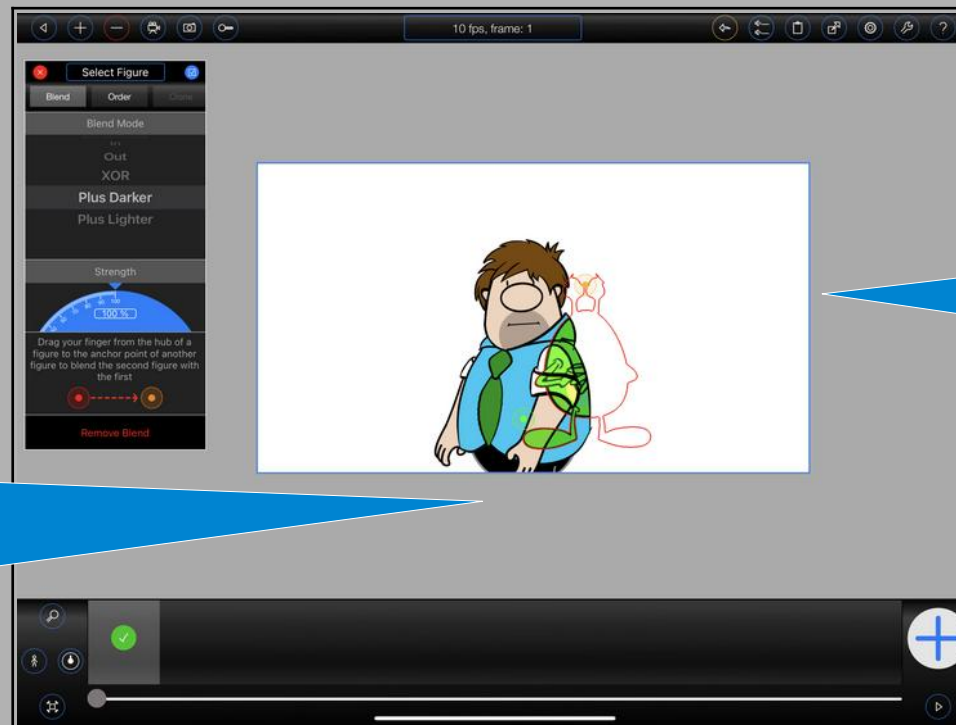 10 fps, frame: 1
Select Figure
Blend
Order
Clone
Blend Mode
In
Out
XOR
Plus Darker
Plus Lighter
Strength
100
100 %
Drag your finger from the hub of a
figure to the anchor point of another
figure to blend the second figure with
the first
Remove Blend
?